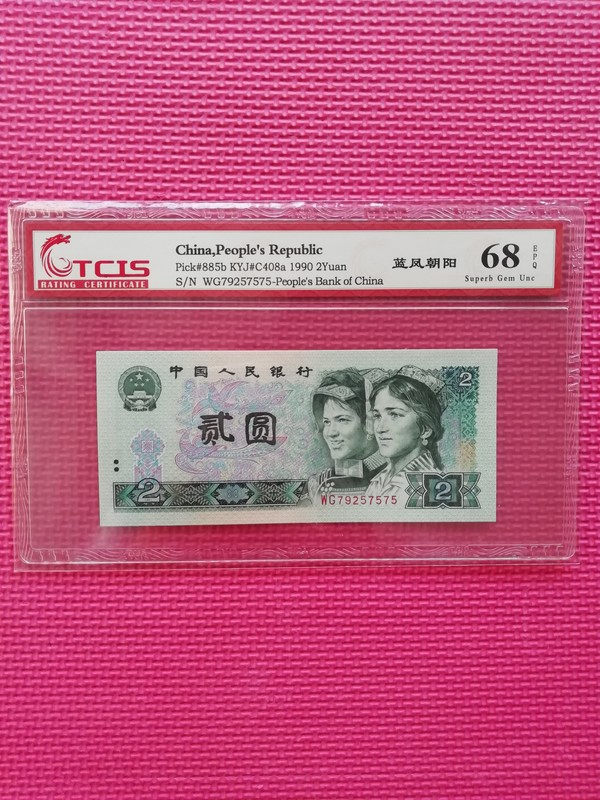 TCIS
RATING CERTIFICATE
China,People's Republic
Pick#885b KYJ#C408a 1990 2Yuan
S/N WG79257575-People's Bank of China
蓝凤朝阳
68
EPQ
Superb Gem Unc
中国人民银行
2
贰圆
2
WG79257575
2